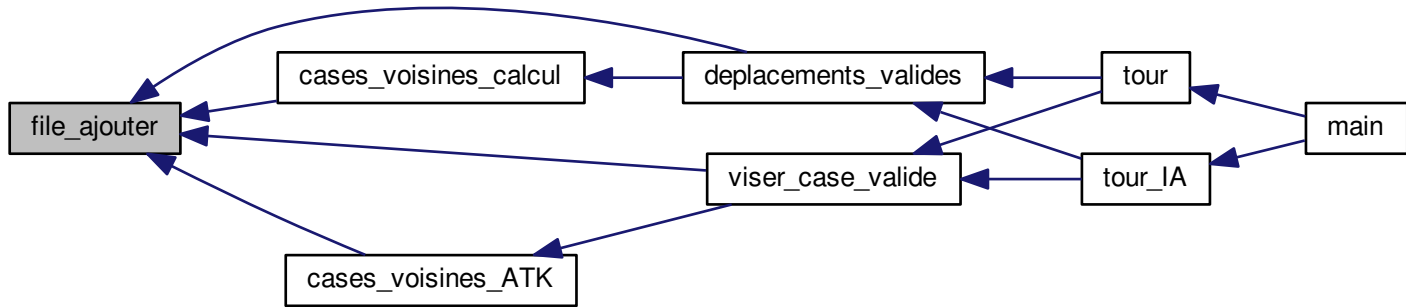 cases_voisines_calcul
deplacements_valides
tour
file_ajouter
main
viser_case_valide
tour_IA
cases_voisines_ATK